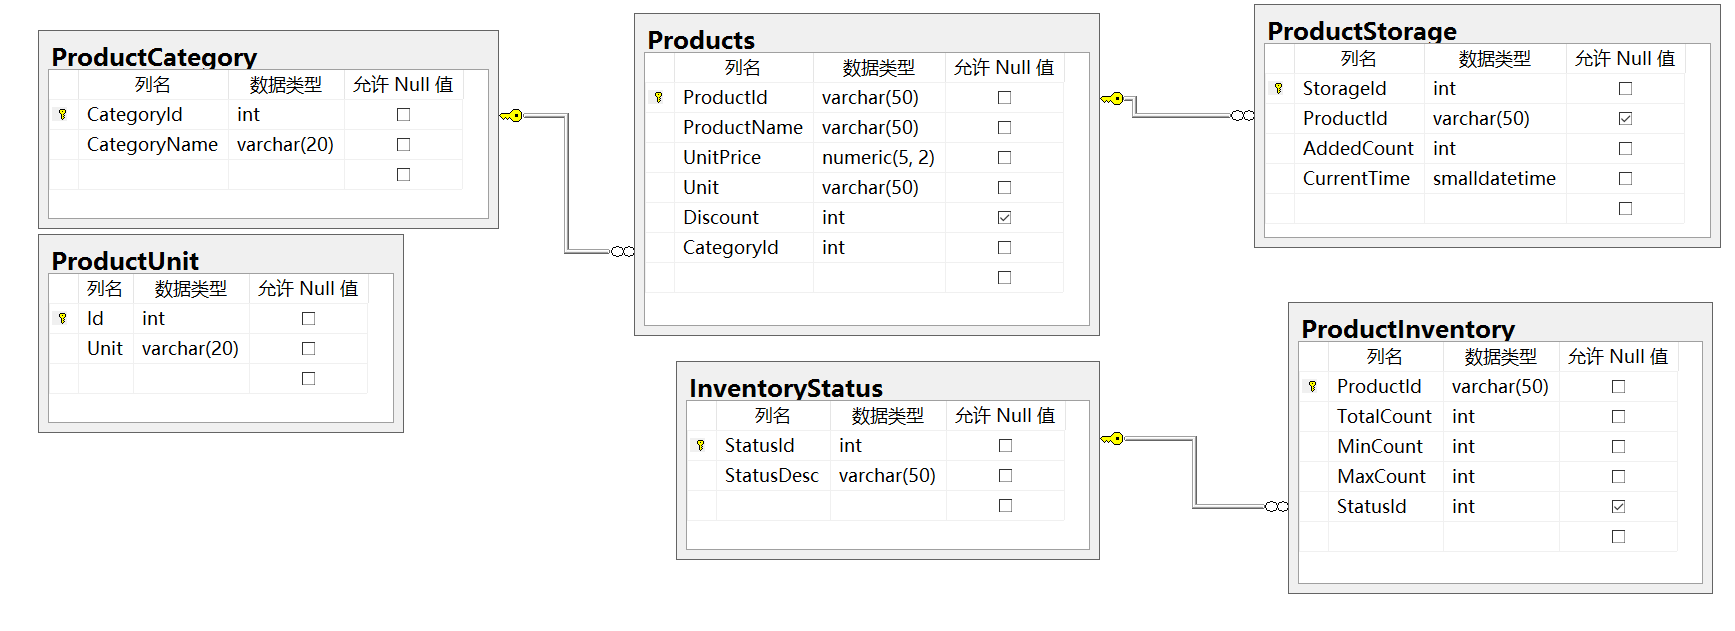 ProductCategory
列名 数据类型 允许 Null 值
CategoryId int
CategoryName varchar(20)
ProductUnit
列名 数据类型 允许 Null 值
Id int
Unit varchar(20)
Products
列名 数据类型 允许 Null 值
ProductId varchar(50)
ProductName varchar(50)
UnitPrice numeric(5, 2)
Unit varchar(50)
Discount int
CategoryId int
InventoryStatus
列名 数据类型 允许 Null 值
StatusId int
StatusDesc varchar(50)
ProductStorage
列名 数据类型 允许 Null 值
StorageId int
ProductId varchar(50)
AddedCount int
CurrentTime smalldatetime
ProductInventory
列名 数据类型 允许 Null 值
ProductId varchar(50)
TotalCount int
MinCount int
MaxCount int
StatusId int